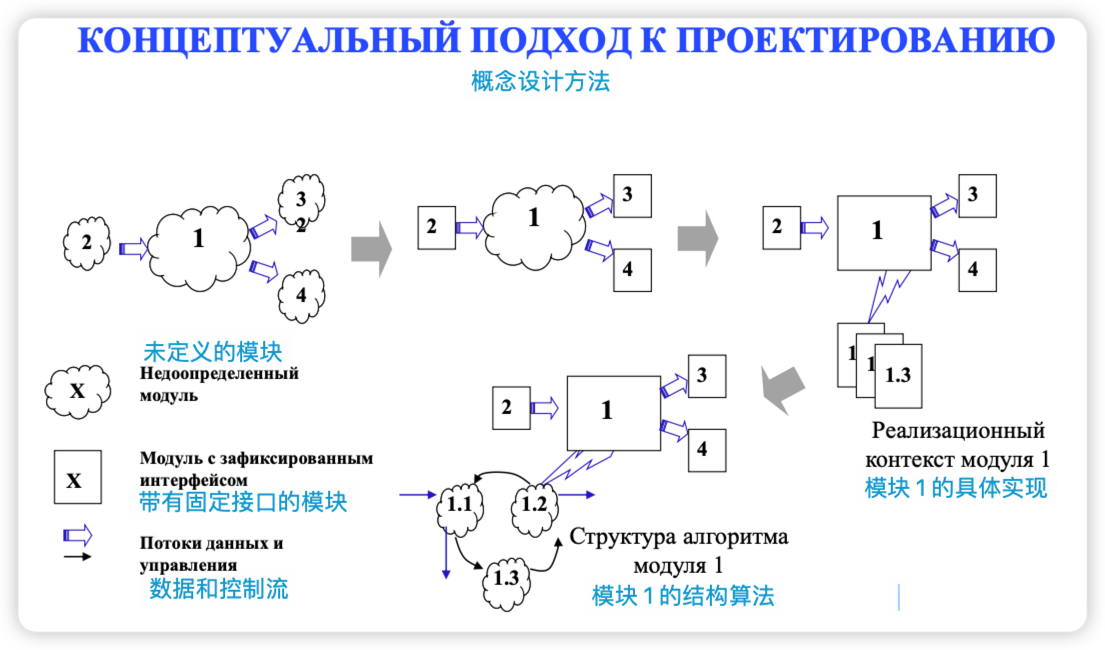 КОНЦЕПТУАЛЬНЫЙ ПОДХОД К ПРОЕКТИРОВАНИЮ
概念设计方法
2
1
3
2
4
2
1
3
4
2
1
3
4
1
1
1.3
Реализационный
контекст модуля 1
模块1的具体实现
未定义的模块
X
Недоопределенный
модуль
X
Модуль с зафиксированным
интерфейсом
带有固定接口的模块
Потоки данных и
управления
数据和控制流
2
1
3
4
1.1
1.2
1.3
Структура алгоритма
модуля 1
模块1的结构算法